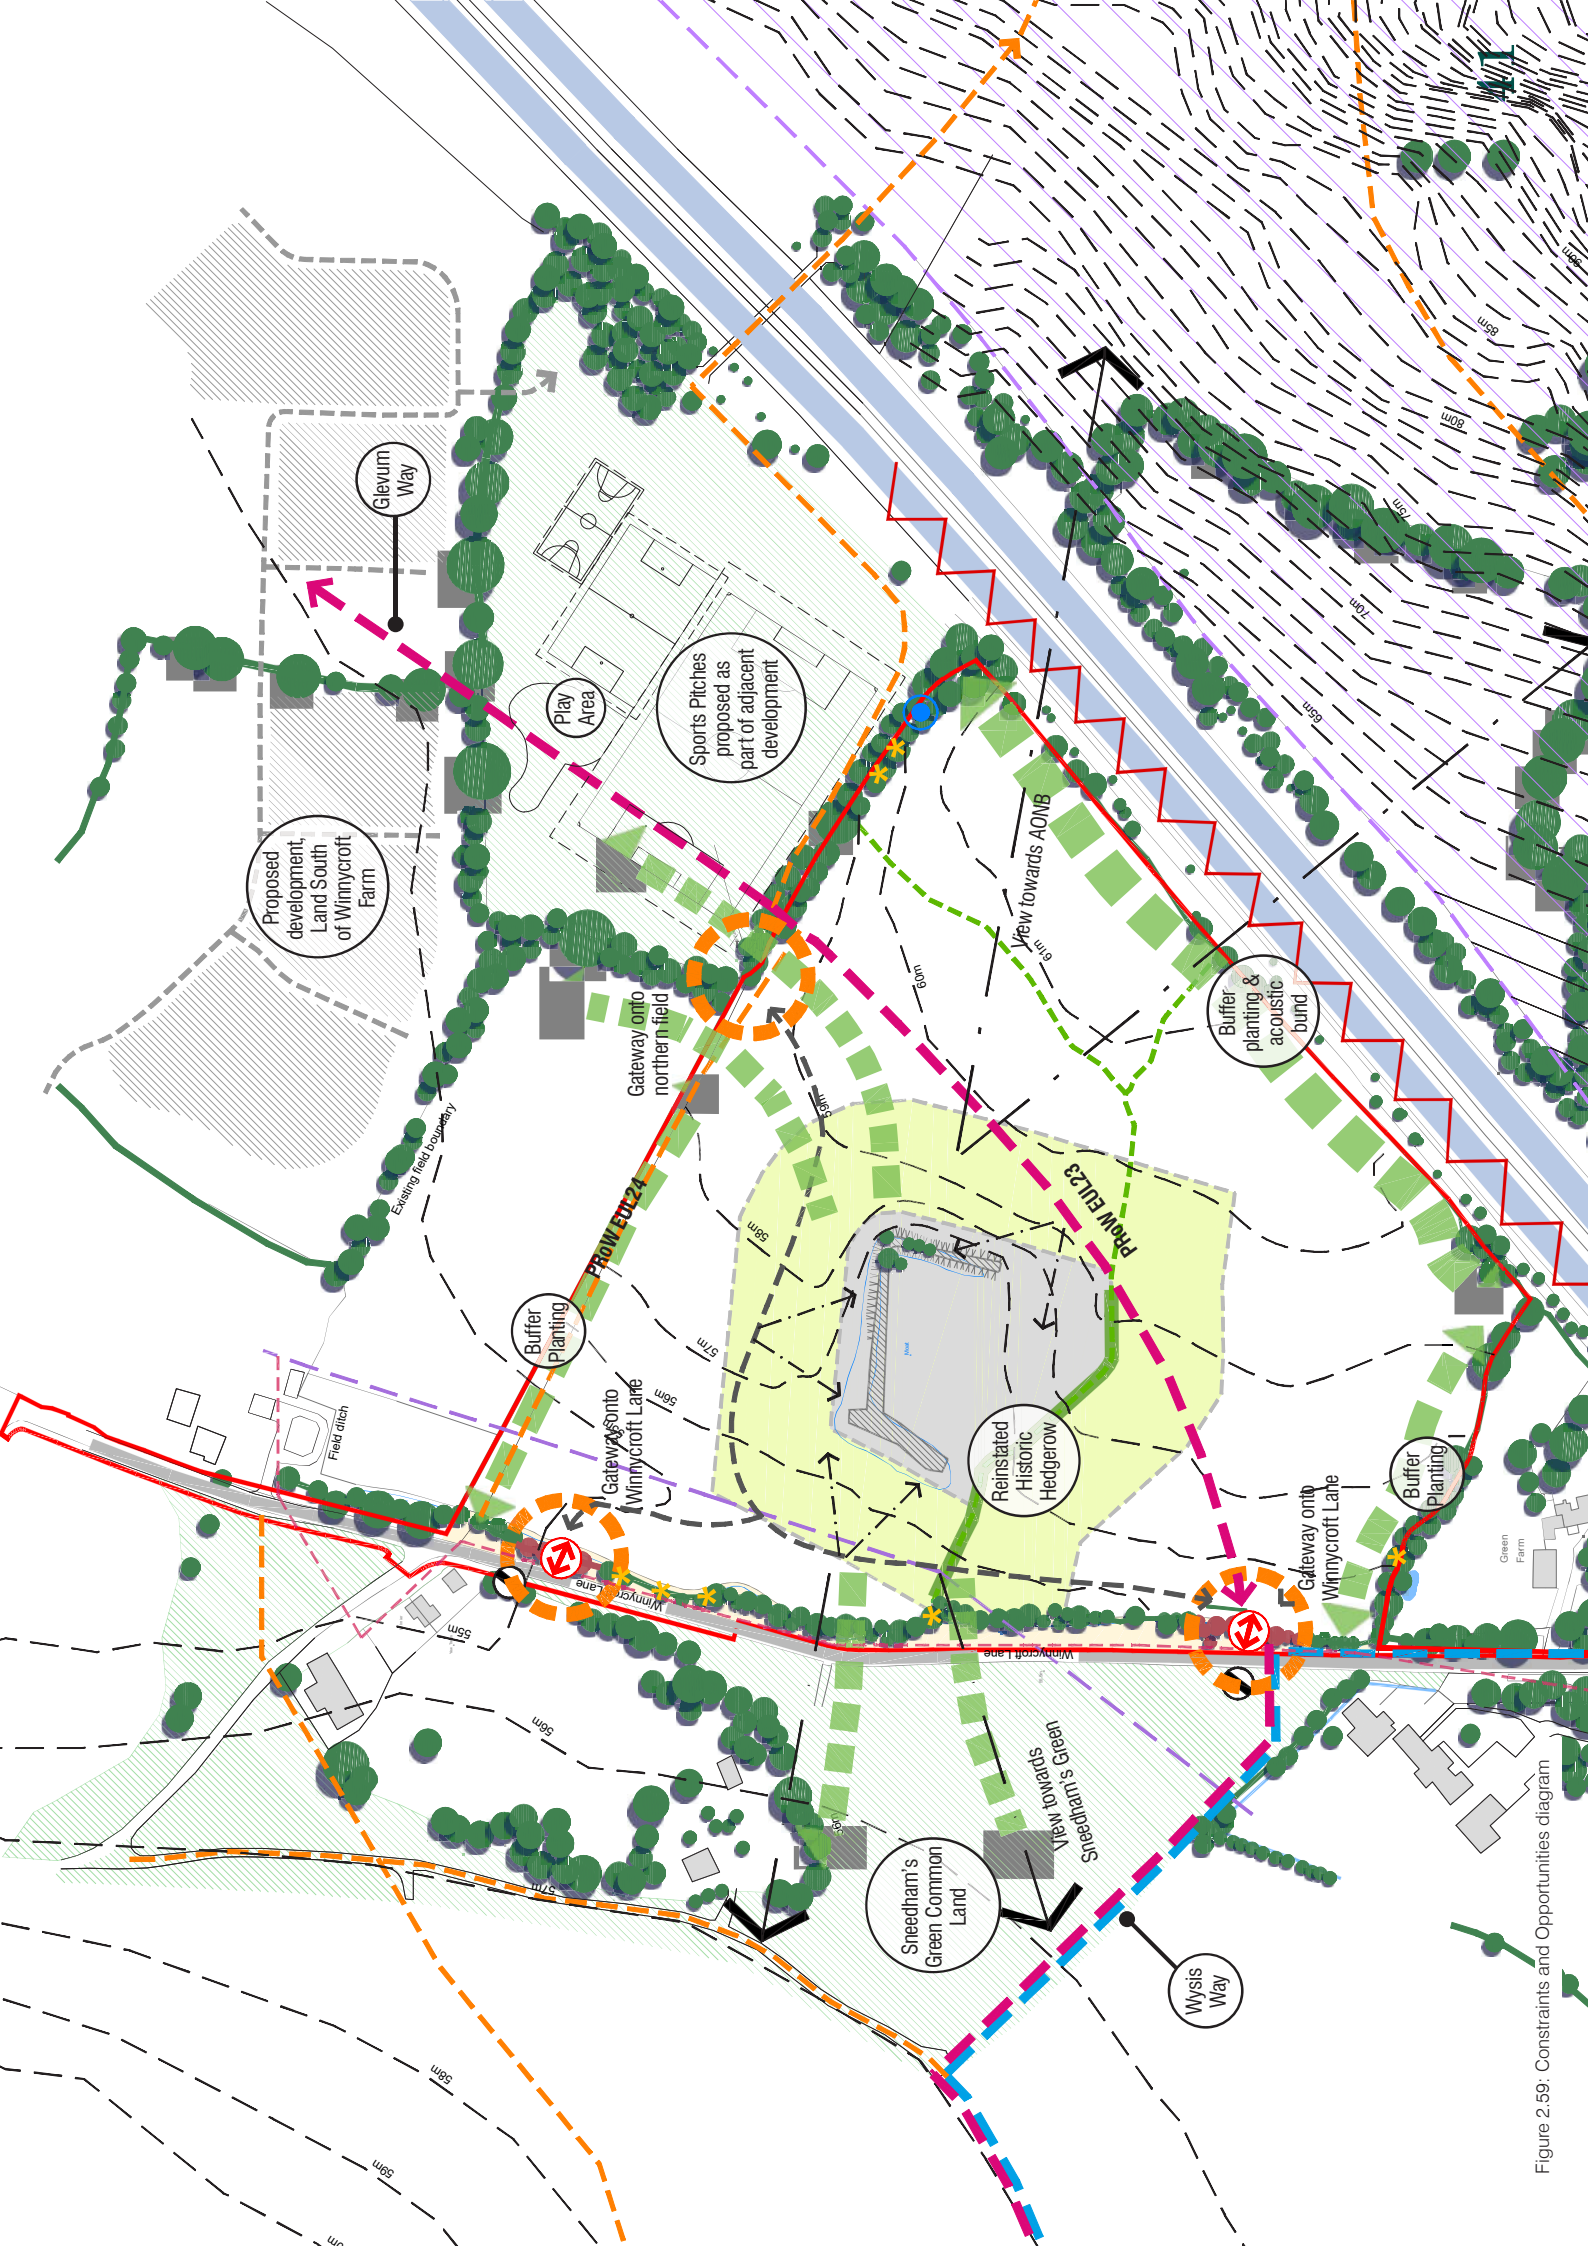 41
Glevum
Way
Play
Area
Sports Pitches
proposed as
part of adjacent
development
Proposed
development,
Land South
of Winnycroft
Farm
Gateway onto
northern field
View towards AONB
Buffer
planting &
acoustic
bund
Existing field boundary
PRoW EUL24
PRoW EUL23
Buffer
Planting
Field ditch
Gateway onto
Winnycroft Lane
Reinstated
Historic
Hedgerow
Moat
Buffer
Planting
Gateway onto
Winnycroft Lane
Green
Farm
Winnycroft Lane
Winnycroft Lane
View towards
Sneedham's Green
Sneedham's
Green Common
Land
Wysis
Way
90m
85m
80m
75m
70m
65m
61m
60m
59m
58m
57m
56m
55m
56m
57m
58m
59m
Figure 2.59: Constraints and Opportunities diagram